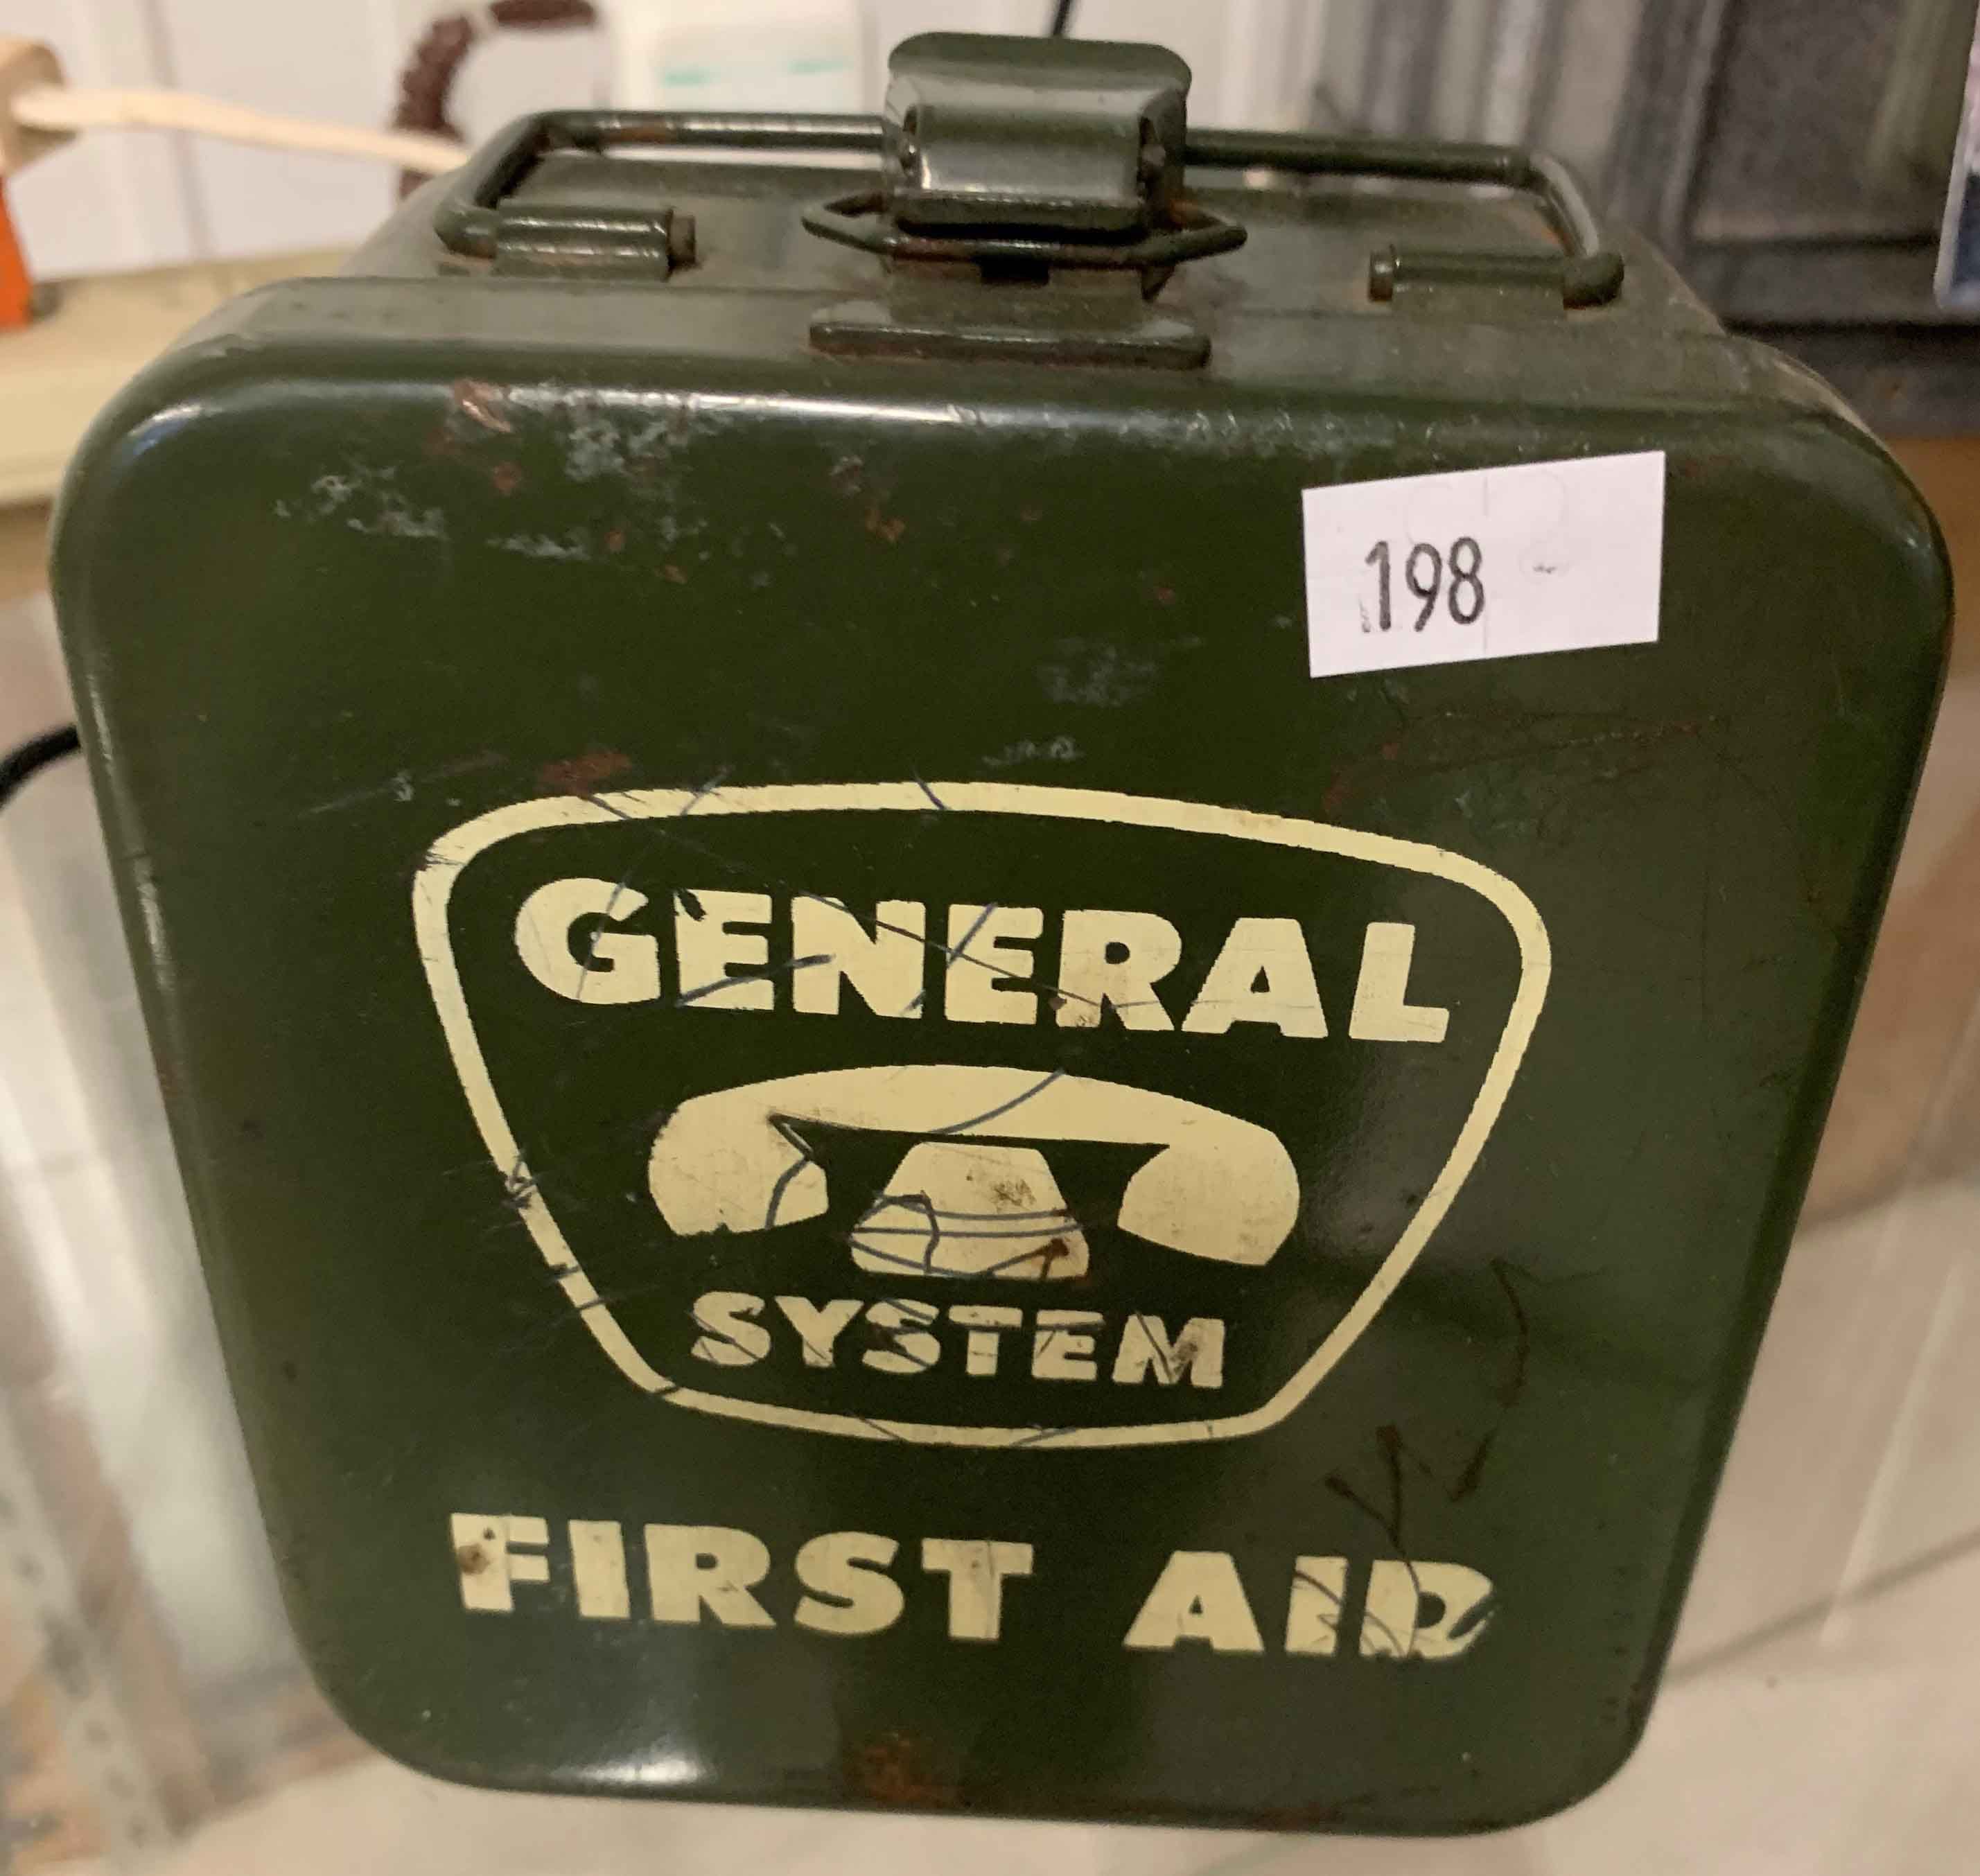 198
GENERAL
SYSTEM
FIRST AID